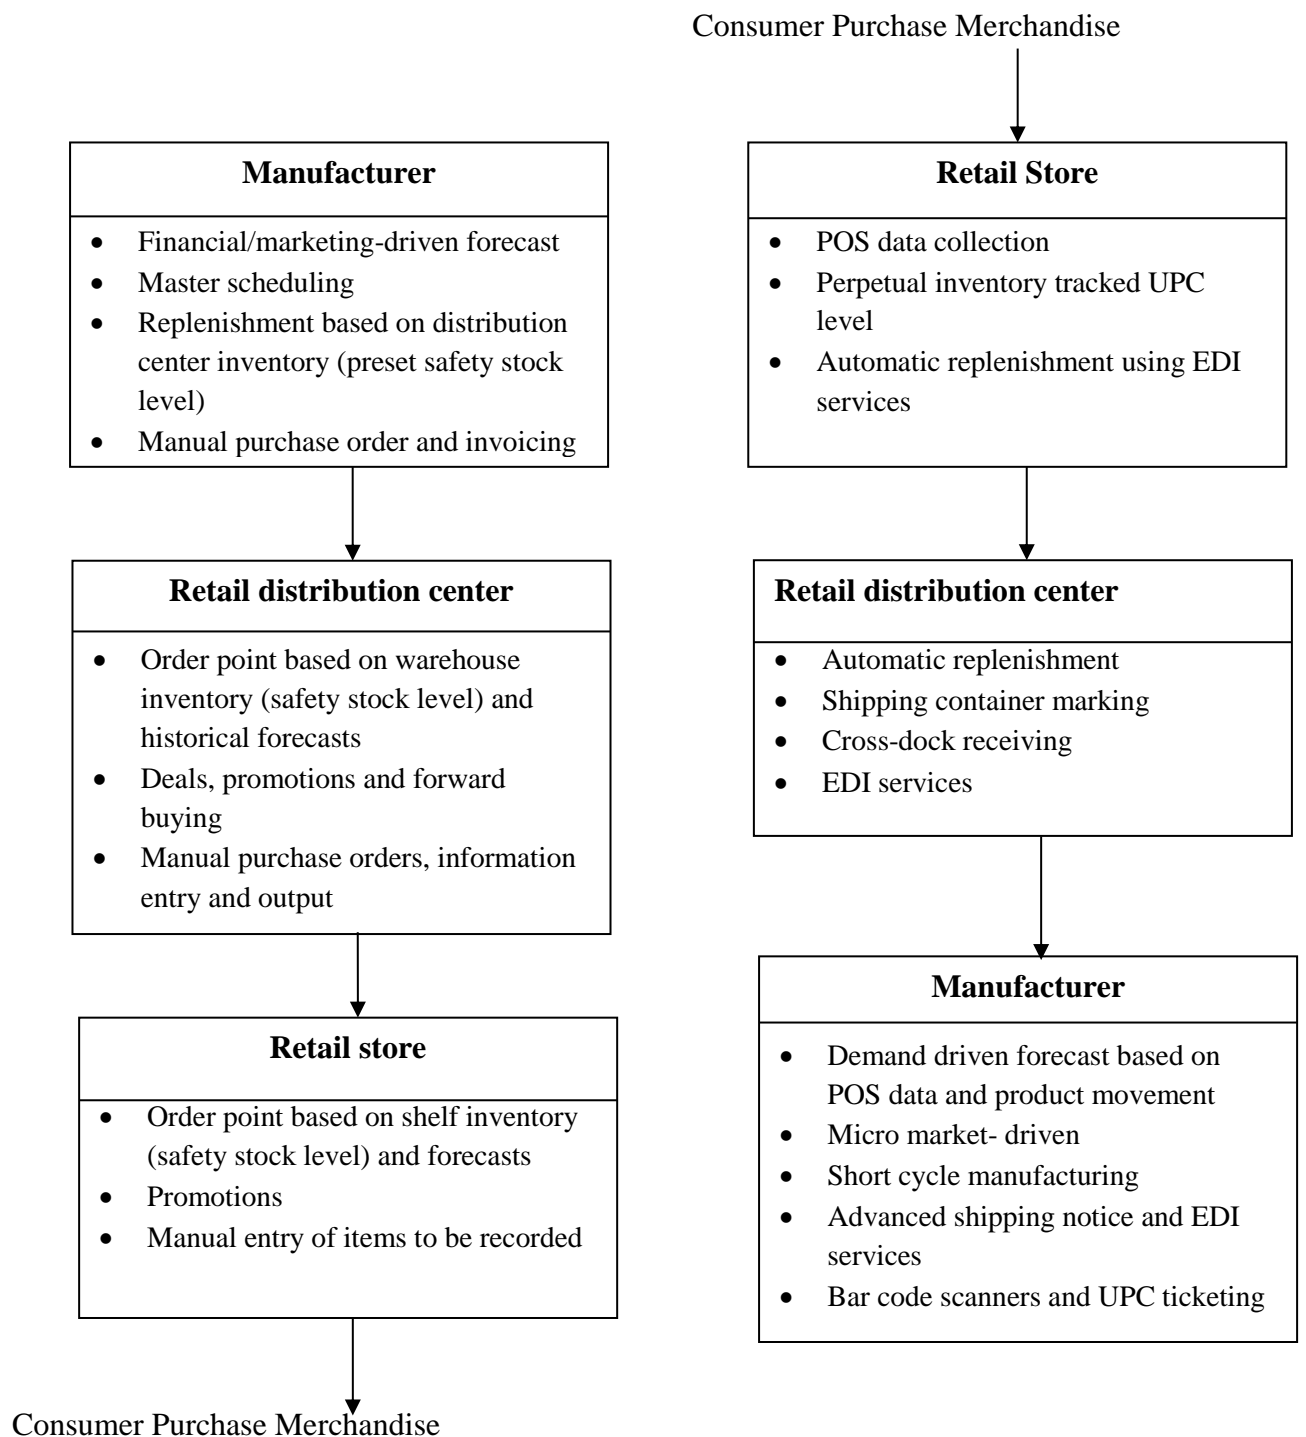 Consumer Purchase Merchandise
Manufacturer
• Financial/marketing-driven forecast
• Master scheduling
• Replenishment based on distribution
center inventory (preset safety stock
level)
• Manual purchase order and invoicing
Retail distribution center
• Order point based on warehouse
inventory (safety stock level) and
historical forecasts
• Deals, promotions and forward
buying
• Manual purchase orders, information
entry and output
Retail store
• Order point based on shelf inventory
(safety stock level) and forecasts
• Promotions
• Manual entry of items to be recorded
Consumer Purchase Merchandise
Retail Store
• POS data collection
• Perpetual inventory tracked UPC
level
• Automatic replenishment using EDI
services
Retail distribution center
• Automatic replenishment
• Shipping container marking
• Cross-dock receiving
• EDI services
Manufacturer
• Demand driven forecast based on
POS data and product movement
• Micro market- driven
• Short cycle manufacturing
• Advanced shipping notice and EDI
services
• Bar code scanners and UPC ticketing